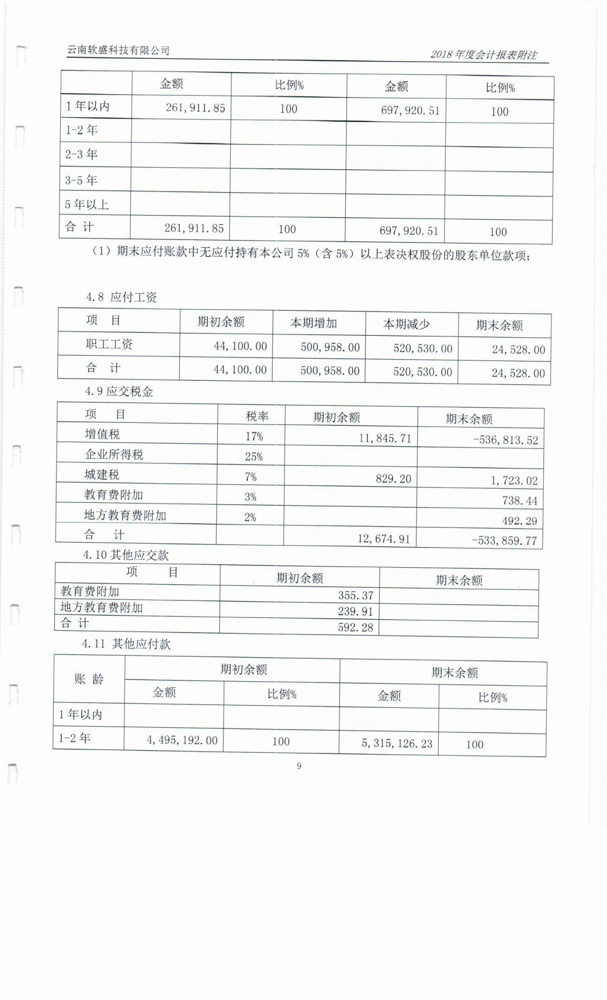 云南软盛科技有限公司 2018年度会计报表附注
金额 比例% 金额 比例%
1年以内 261,911.85 100 697,920.51 100
1-2年
2-3年
3-5年
5年以上
合 计 261,911.85 100 697,920.51 100
（1）期末应付账款中无应付持有本公司5%（含5%）以上表决权股份的股东单位款项；
4.8 应付工资
项 目 期初余额 本期增加 本期减少 期末余额
职工工资 44,100.00 500,958.00 520,530.00 24,528.00
合 计 44,100.00 500,958.00 520,530.00 24,528.00
4.9应交税金
项 目 税率 期初余额 期末余额
增值税 17% 11,845.71 -536,813.52
企业所得税 25%
城建税 7% 829.20 1,723.02
教育费附加 3% 738.44
地方教育费附加 2% 492.29
合 计 12,674.91 -533,859.77
4.10其他应交款
项 目 期初余额 期末余额
教育费附加 355.37
地方教育费附加 239.91
合 计 592.28
4.11 其他应付款
账 龄 期初余额 期末余额
金额 比例% 金额 比例%
1年以内
1-2年 4,495,192.00 100 5,315,126.23 100
9